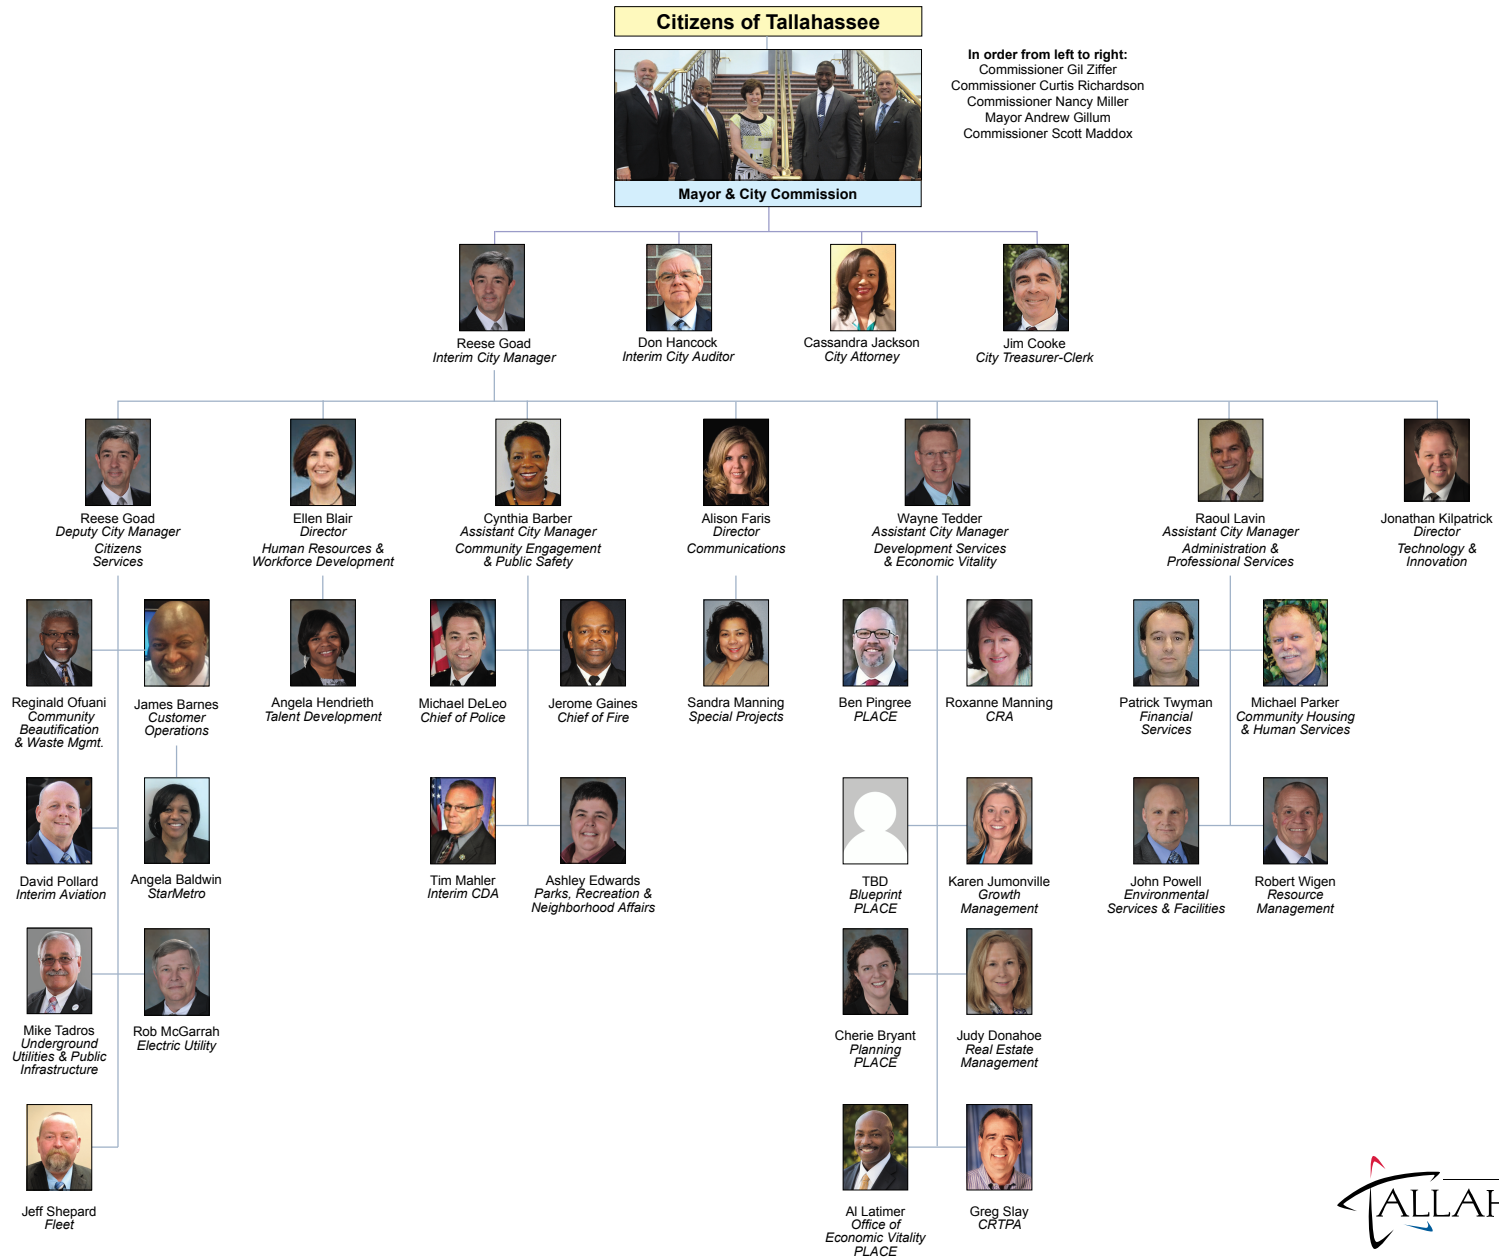 Citizens of Tallahassee
In order from left to right:
Commissioner Gil Ziffer
Commissioner Curtis Richardson
Commissioner Nancy Miller
Mayor Andrew Gillum
Commissioner Scott Maddox
Mayor & City Commission
Reese Goad
Interim City Manager
Don Hancock
Interim City Auditor
Cassandra Jackson
City Attorney
Jim Cooke
City Treasurer-Clerk
Reese Goad
Deputy City Manager
Citizens
Services
Ellen Blair
Director
Human Resources &
Workforce Development
Cynthia Barber
Assistant City Manager
Community Engagement
& Public Safety
Alison Faris
Director
Communications
Wayne Tedder
Assistant City Manager
Development Services
& Economic Vitality
Raoul Lavin
Assistant City Manager
Administration &
Professional Services
Jonathan Kilpatrick
Director
Technology &
Innovation
Reginald Ofuani
Community
Beautification
& Waste Mgmt.
James Barnes
Customer
Operations
Angela Hendrieth
Talent Development
Michael DeLeo
Chief of Police
Jerome Gaines
Chief of Fire
Sandra Manning
Special Projects
Ben Pingree
PLACE
Roxanne Manning
CRA
Patrick Twyman
Financial
Services
Michael Parker
Community Housing
& Human Services
David Pollard
Interim Aviation
Angela Baldwin
StarMetro
Tim Mahler
Interim CDA
Ashley Edwards
Parks, Recreation &
Neighborhood Affairs
TBD
Blueprint
PLACE
Karen Jumonville
Growth
Management
John Powell
Environmental
Services & Facilities
Robert Wigen
Resource
Management
Mike Tadros
Underground
Utilities & Public
Infrastructure
Rob McGarrah
Electric Utility
Cherie Bryant
Planning
PLACE
Judy Donahoe
Real Estate
Management
Jeff Shepard
Fleet
Al Latimer
Office of
Economic Vitality
PLACE
Greg Slay
CRTPA
TALLAH